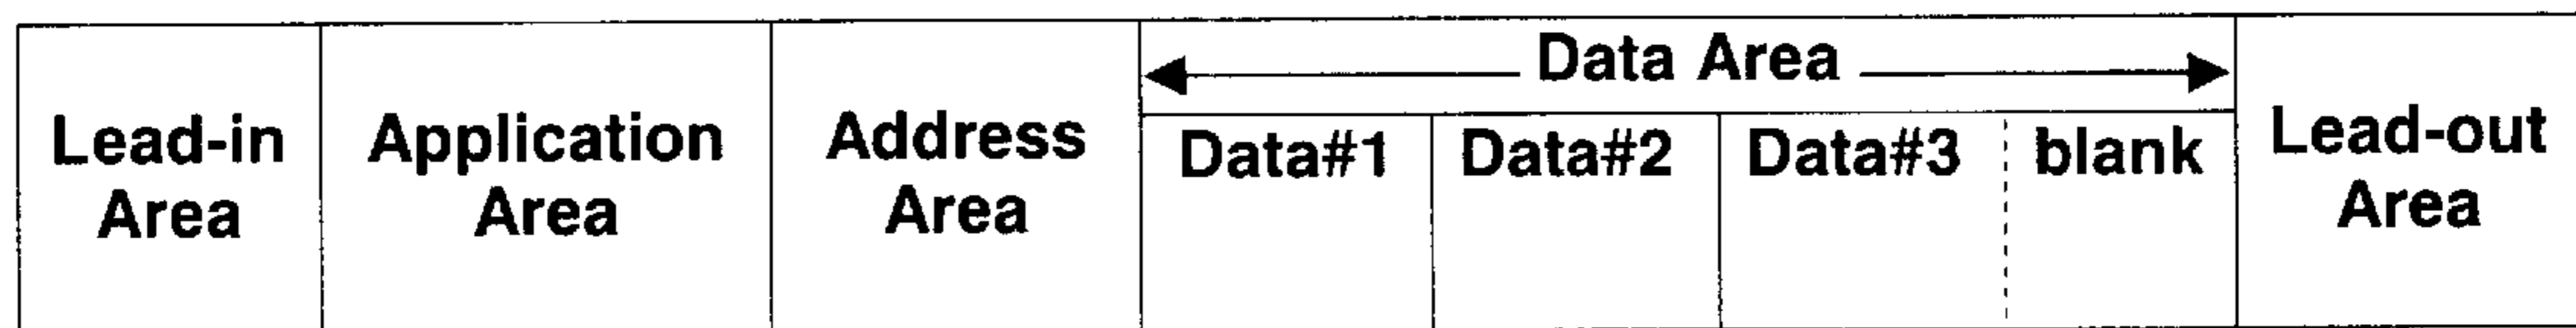 Lead-in
Area
Application
Area
Address
Area
Data Area
Data#1
Data#2
Data#3
blank
Lead-out
Area